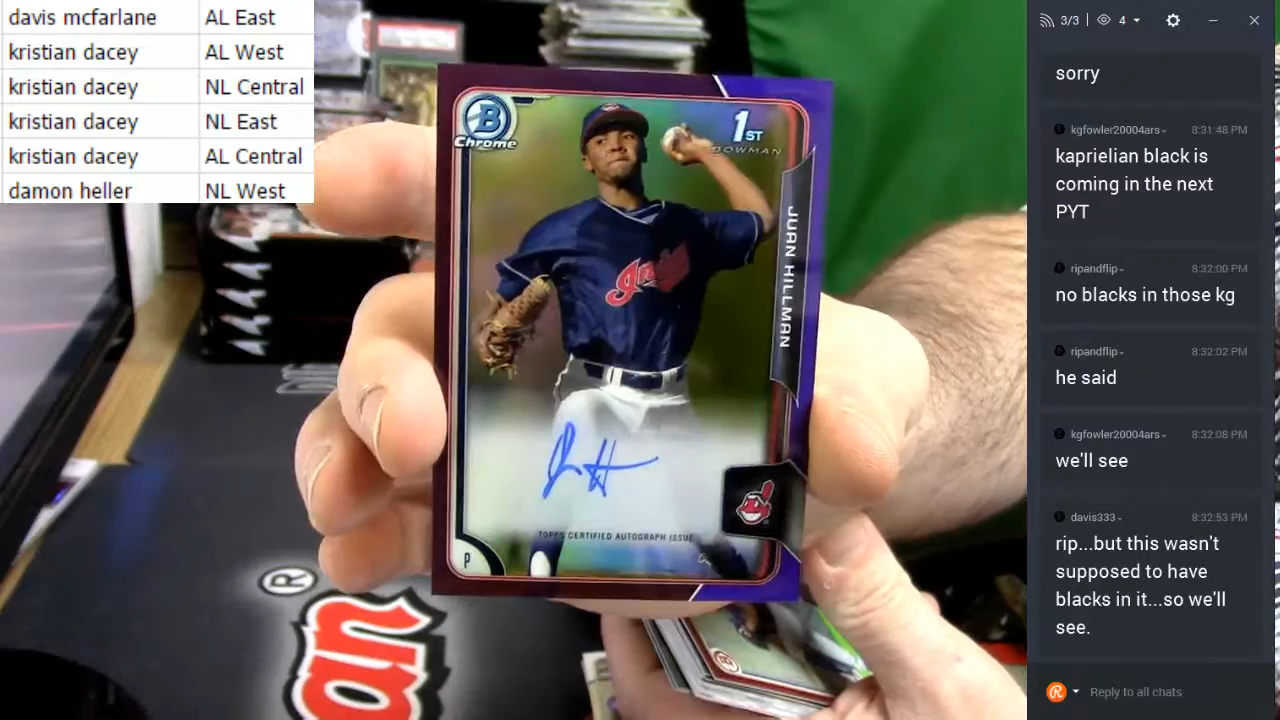 davis mcfarlane AL East
kristian dacey AL West
kristian dacey NL Central
kristian dacey NL East
kristian dacey AL Central
damon heller NL West
B
Chrome
1ST
BOWMAN
JUAN HILLMAN
Indians
TOPPS CERTIFIED AUTOGRAPH ISSUE
P
®
an
3/3 4
sorry
kgfowler20004ars 8:31:48 PM
kaprielian black is
coming in the next
PYT
ripandflip 8:32:00 PM
no blacks in those kg
ripandflip 8:32:02 PM
he said
kgfowler20004ars 8:32:08 PM
we'll see
davis333 8:32:53 PM
rip...but this wasn't
supposed to have
blacks in it...so we'll
see.
Reply to all chats